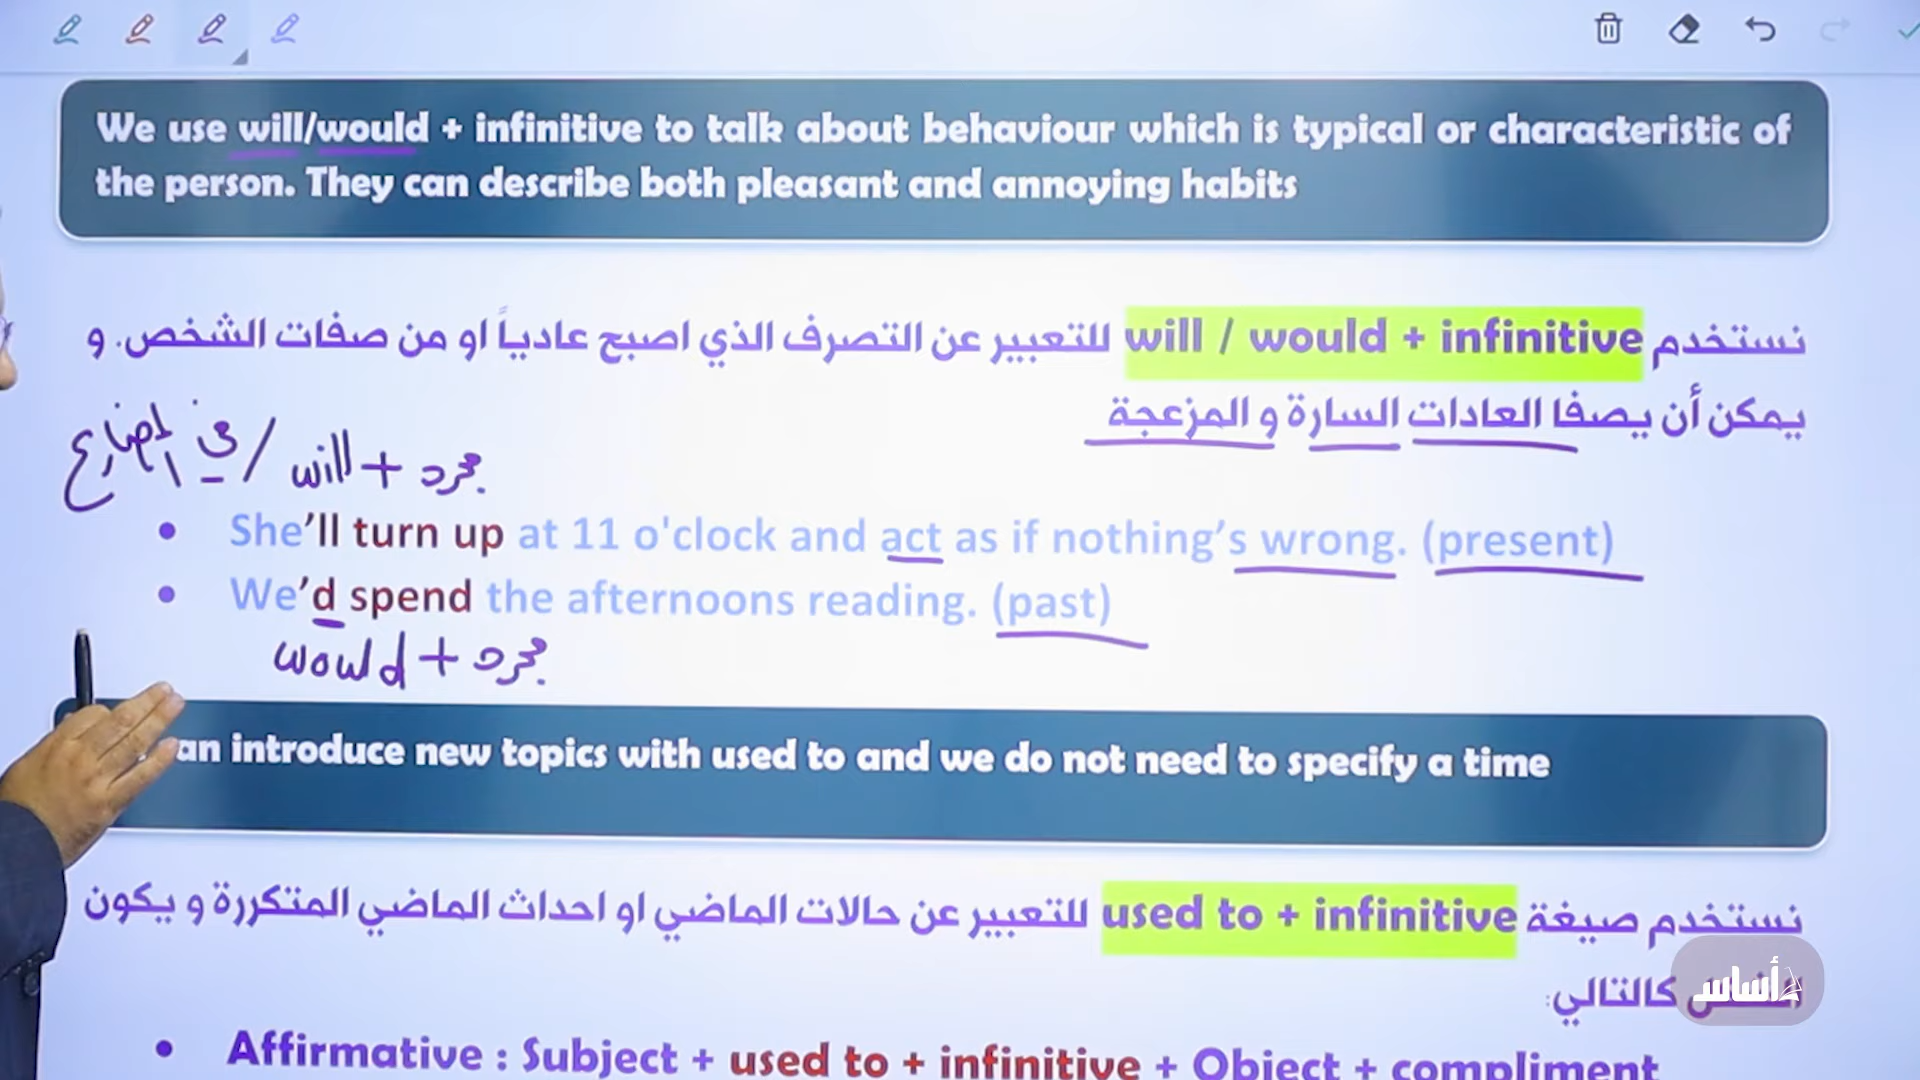 We use will/would + infinitive to talk about behaviour which is typical or characteristic of
the person. They can describe both pleasant and annoying habits
نستخدم will / would + infinitive للتعبير عن التصرف الذي اصبح عادياً او من صفات الشخص. و
يمكن أن يصفا العادات السارة و المزعجة
will + مجرد / في المضارع
She'll turn up at 11 o'clock and act as if nothing's wrong. (present)
We'd spend the afternoons reading. (past)
would + مجرد
an introduce new topics with used to and we do not need to specify a time
نستخدم صيغة used to + infinitive للتعبير عن حالات الماضي او احداث الماضي المتكررة و يكون
كالتالي:
أساس
Affirmative : Subject + used to + infinitive + Object + compliment